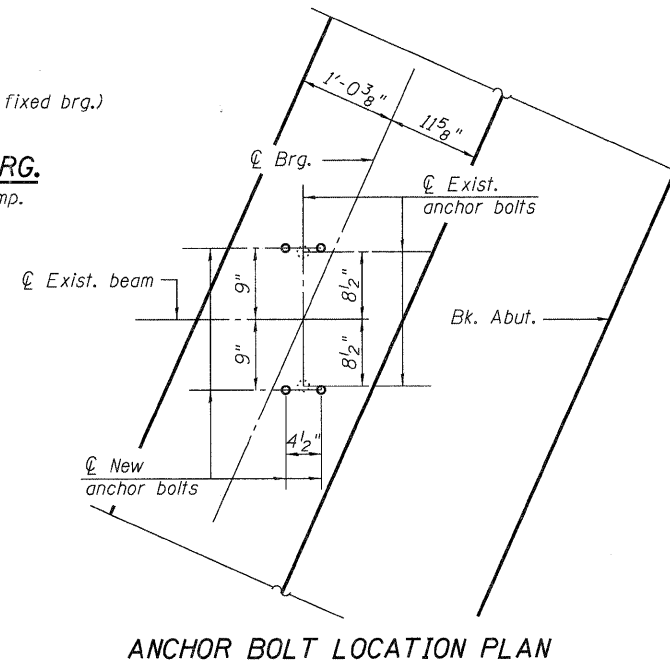 fixed brg.)
RG.
mp.
1'-0 3/8"
11 5/8"
℄ Brg.
℄ Exist.
anchor bolts
℄ Exist. beam
9"
8 1/2"
Bk. Abut.
9"
8 1/2"
4 1/2"
℄ New
anchor bolts
ANCHOR BOLT LOCATION PLAN